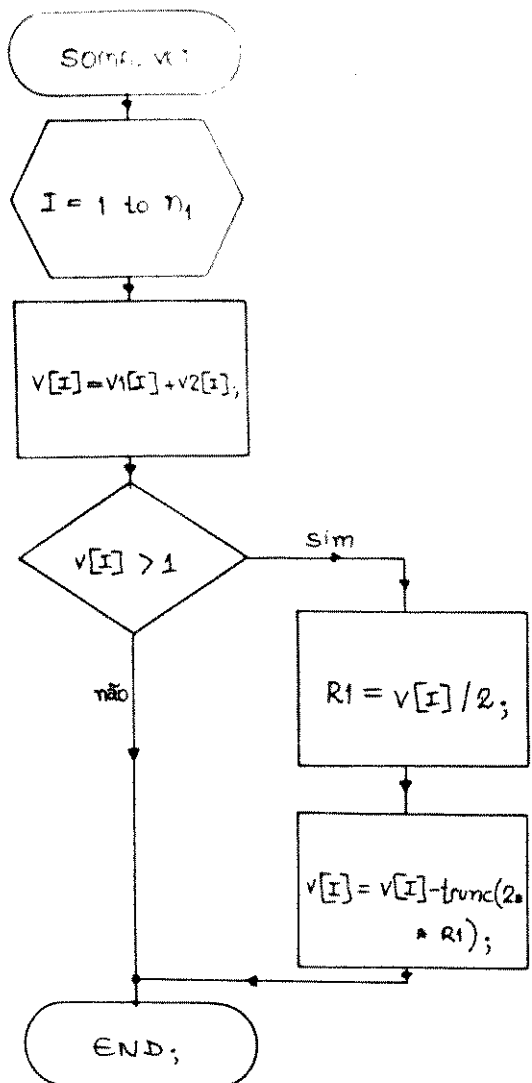 I = 1 to n₁
V[I] = V1[I] + V2[I];
V[I] > 1
sim
não
R1 = V[I] / 2;
V[I] = V[I] - trunc(2*
* R1);
END;